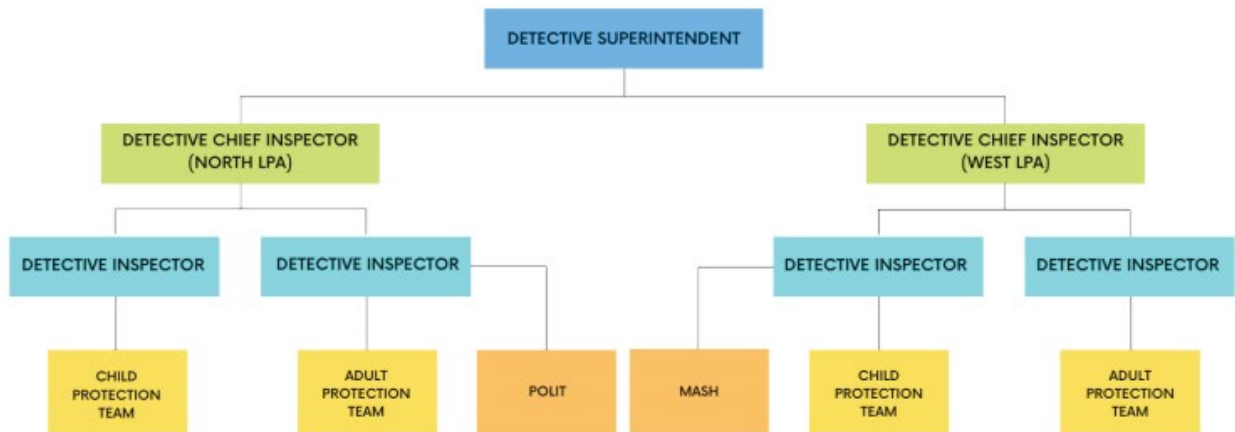 DETECTIVE SUPERINTENDENT
DETECTIVE CHIEF INSPECTOR
(NORTH LPA)
DETECTIVE CHIEF INSPECTOR
(WEST LPA)
DETECTIVE INSPECTOR
DETECTIVE INSPECTOR
DETECTIVE INSPECTOR
DETECTIVE INSPECTOR
CHILD
PROTECTION
TEAM
ADULT
PROTECTION
TEAM
POLIT
MASH
CHILD
PROTECTION
TEAM
ADULT
PROTECTION
TEAM